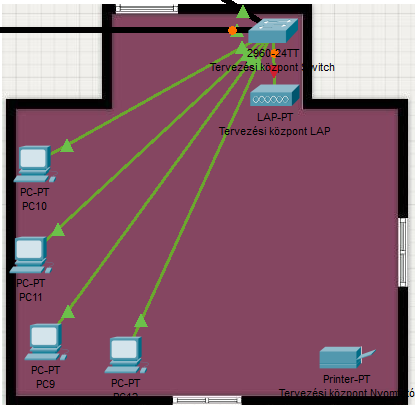 2960-24TT
Tervezési központ Switch
LAP-PT
Tervezési központ LAP
PC-PT
PC10
PC-PT
PC11
PC-PT
PC9
PC-PT
PC12
Printer-PT
Tervezési központ Nyomtató